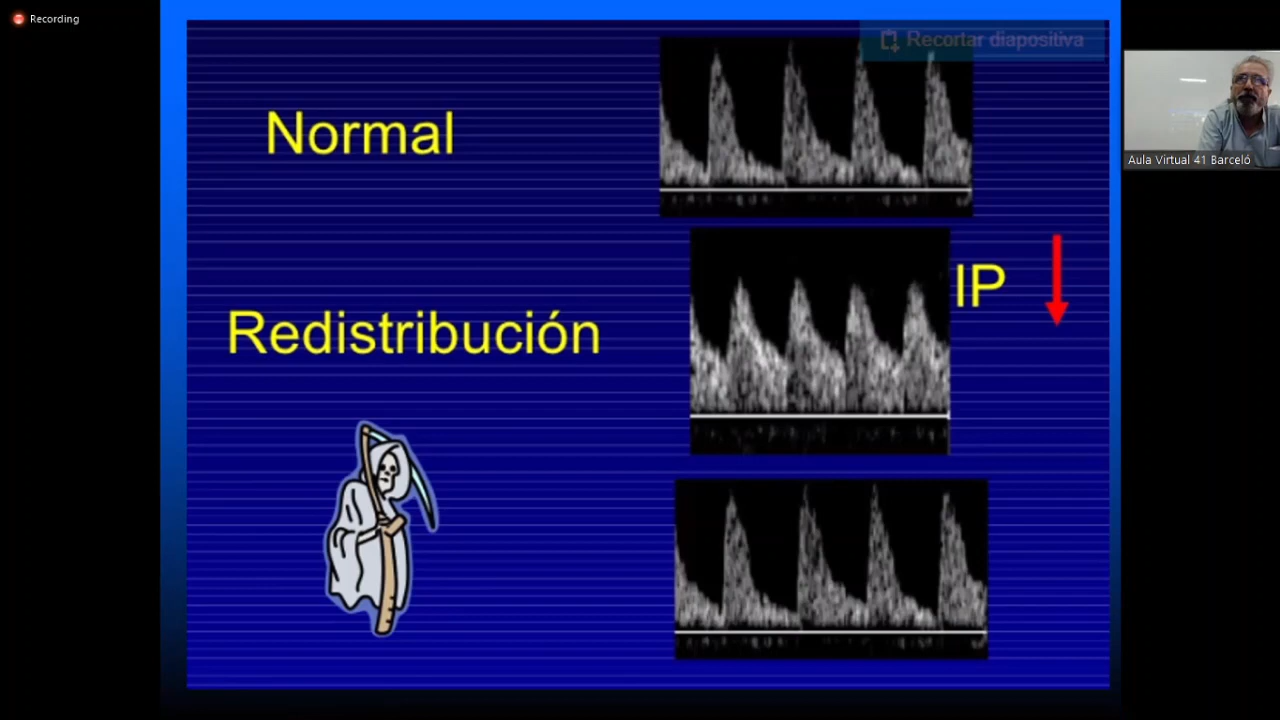 Recording
Recortar diapositiva
Normal
Aula Virtual 41 Barceló
IP
Redistribución